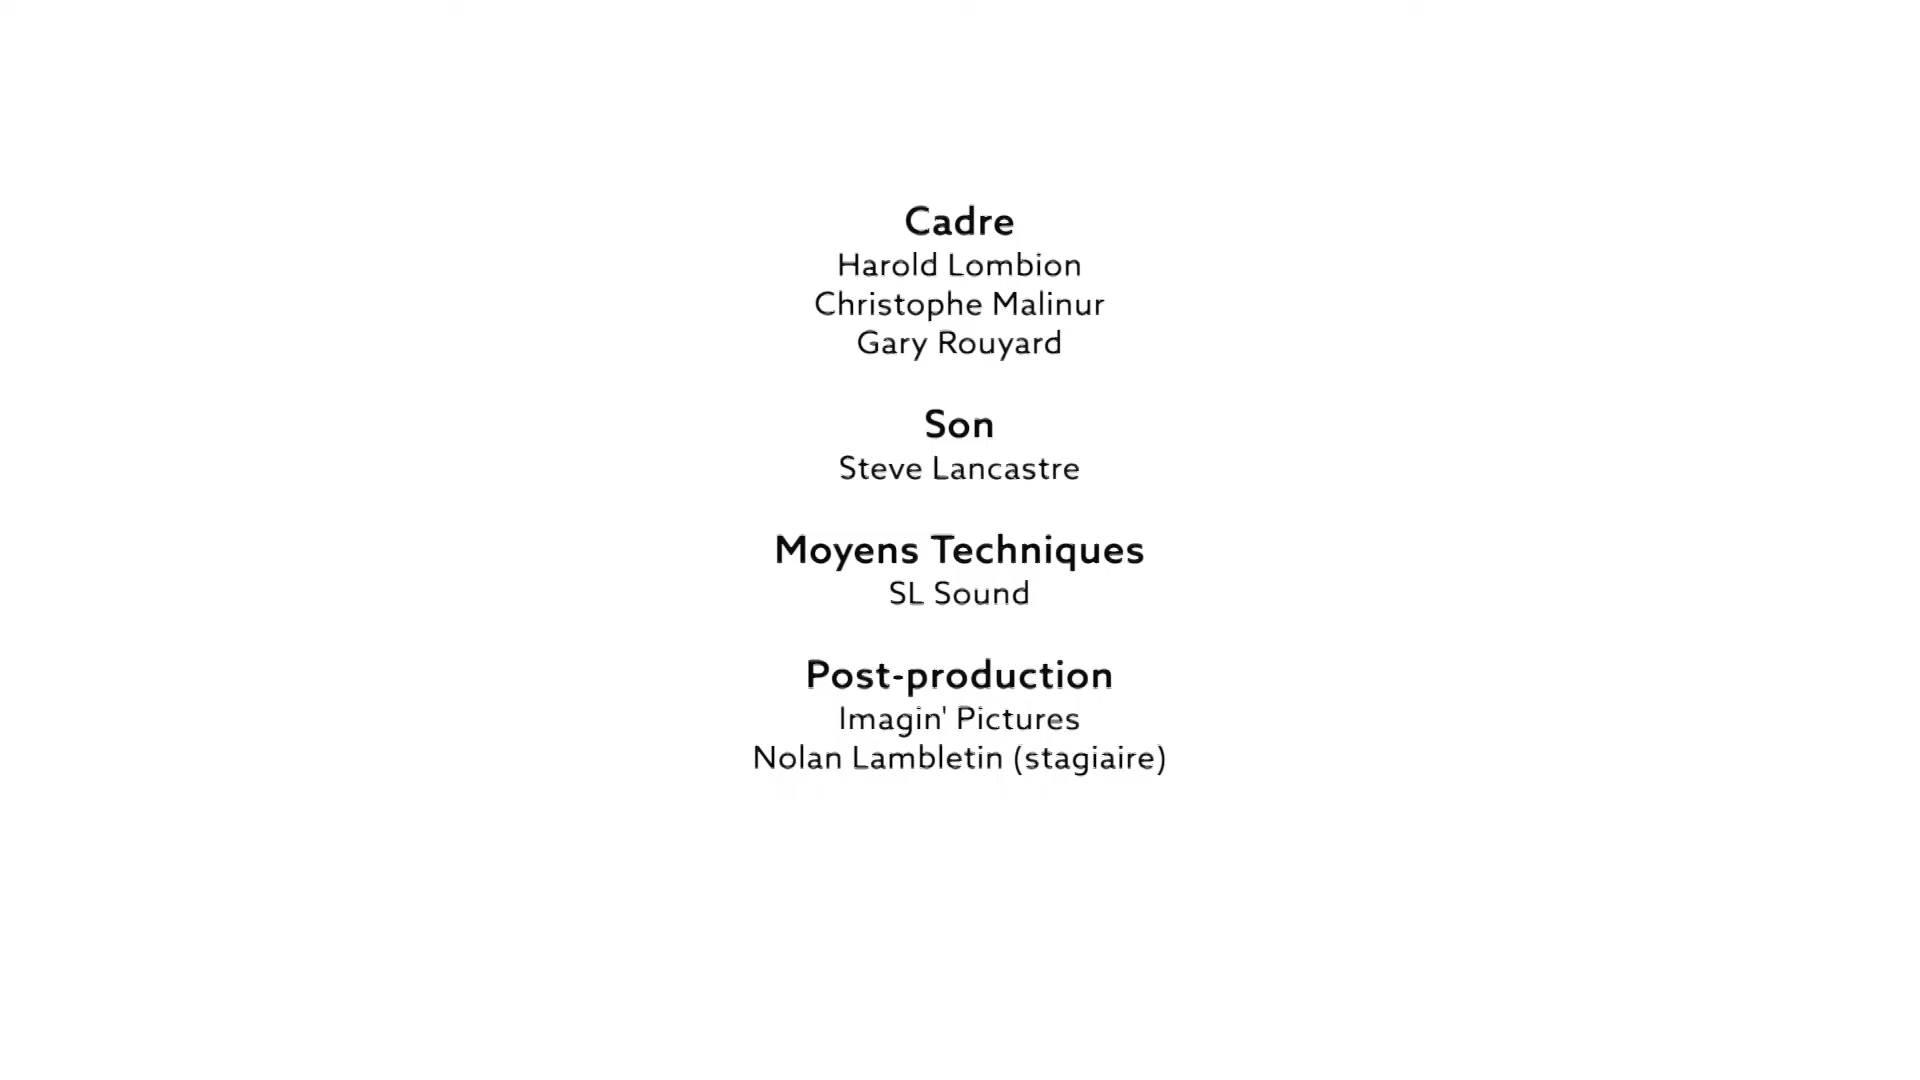 Cadre
Harold Lombion
Christophe Malinur
Gary Rouyard
Son
Steve Lancastre
Moyens Techniques
SL Sound
Post-production
Imagin' Pictures
Nolan Lambletin (stagiaire)